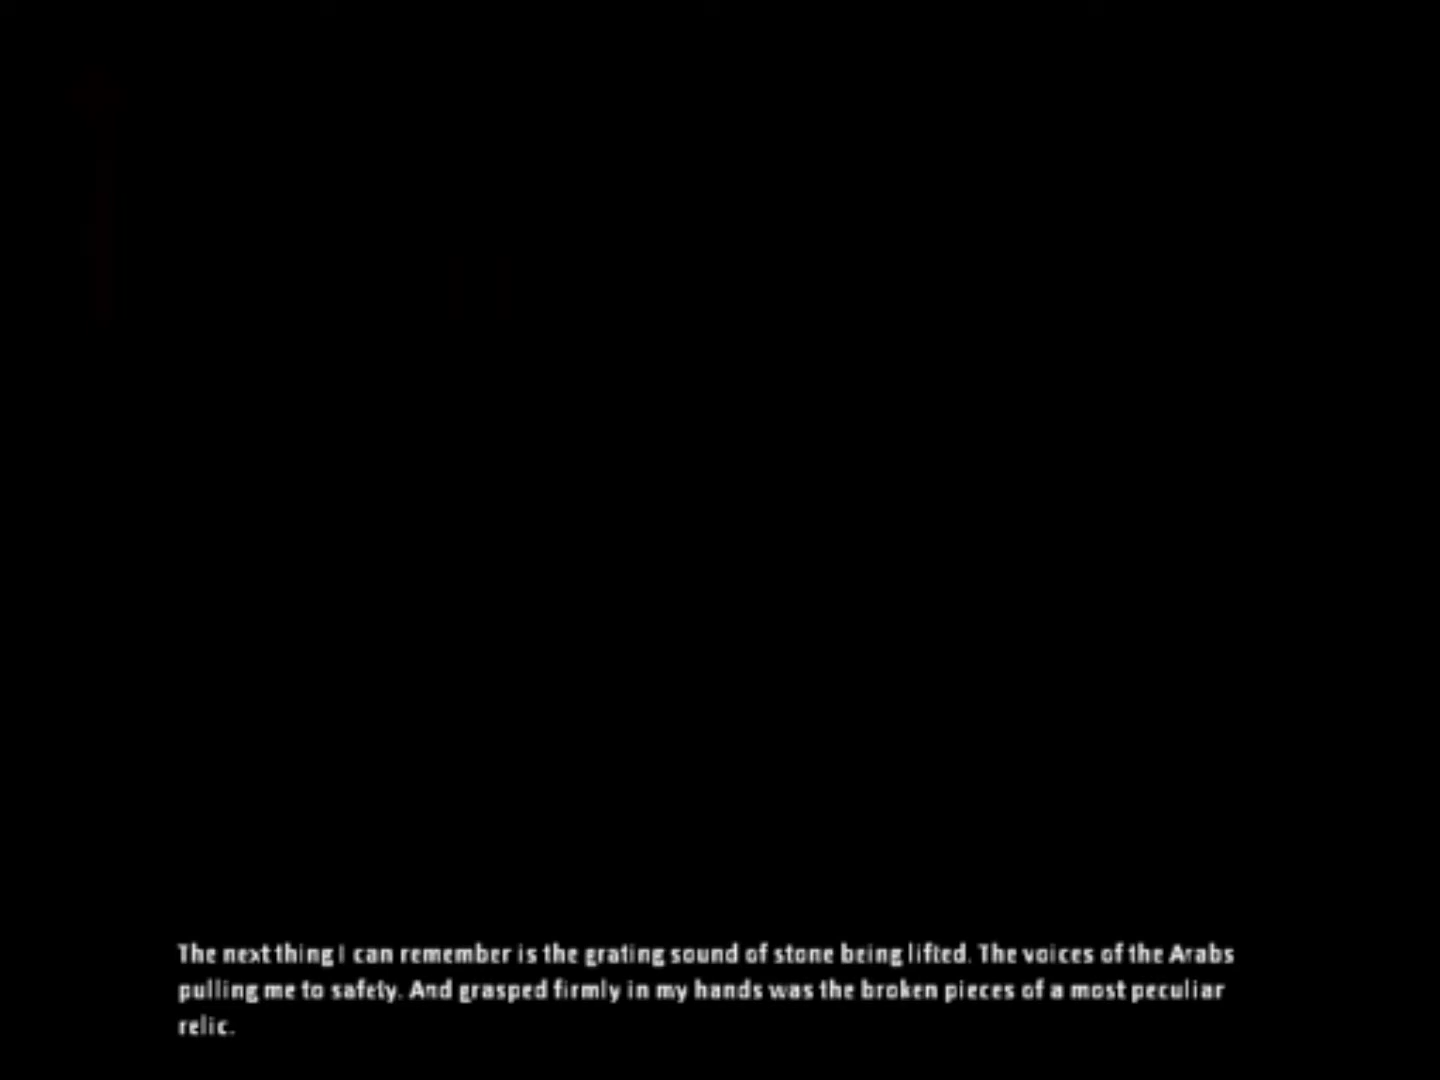 The next thing I can remember is the grating sound of stone being lifted. The voices of the Arabs
pulling me to safety. And grasped firmly in my hands was the broken pieces of a most peculiar
relic.